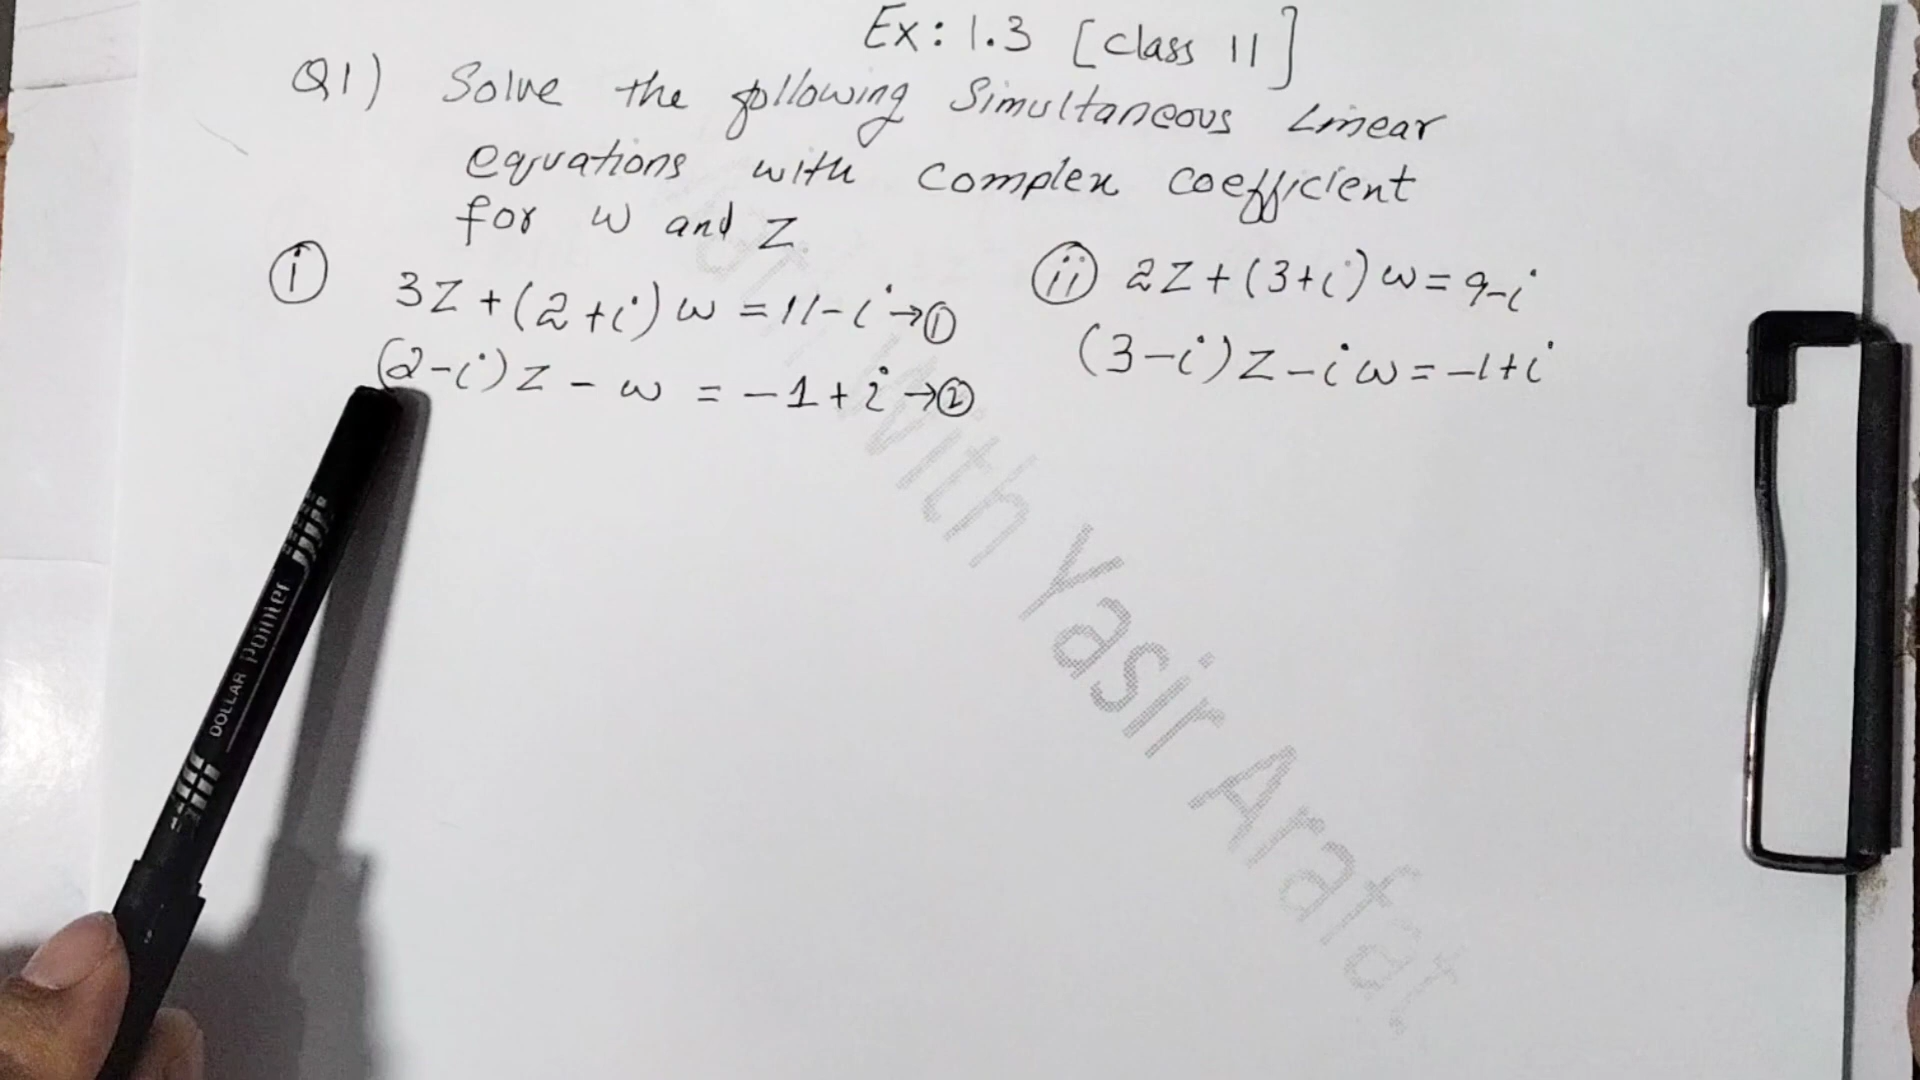 Ex: 1.3 [Class 11]
Q1) Solve the following Simultaneous Linear
equations with complex coefficient
for w and z
(i) 3z + (2+i) w = 11-i → (1)
(2-i) z - w = -1 + i → (2)
(ii) 2z + (3+i) w = 9-i
(3-i) z - i w = -1+i
with Yasir Arafat
DOLLAR POINTER